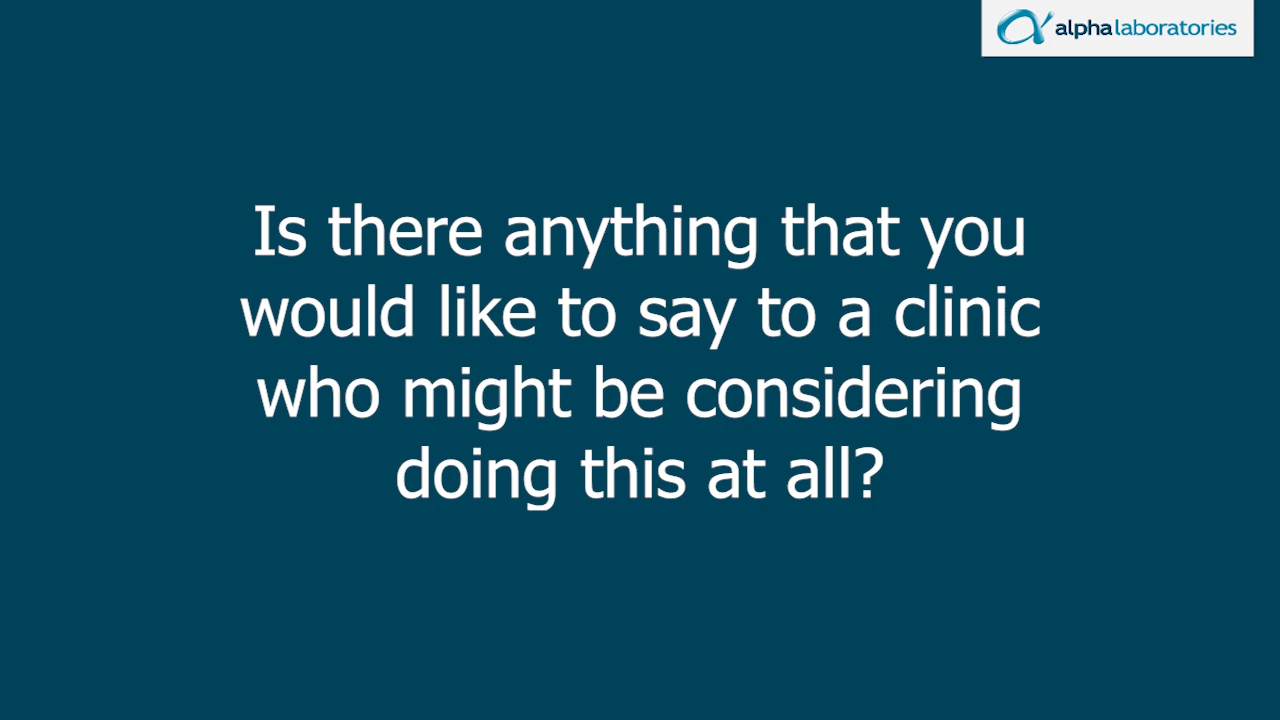 alphalaboratories
Is there anything that you
would like to say to a clinic
who might be considering
doing this at all?